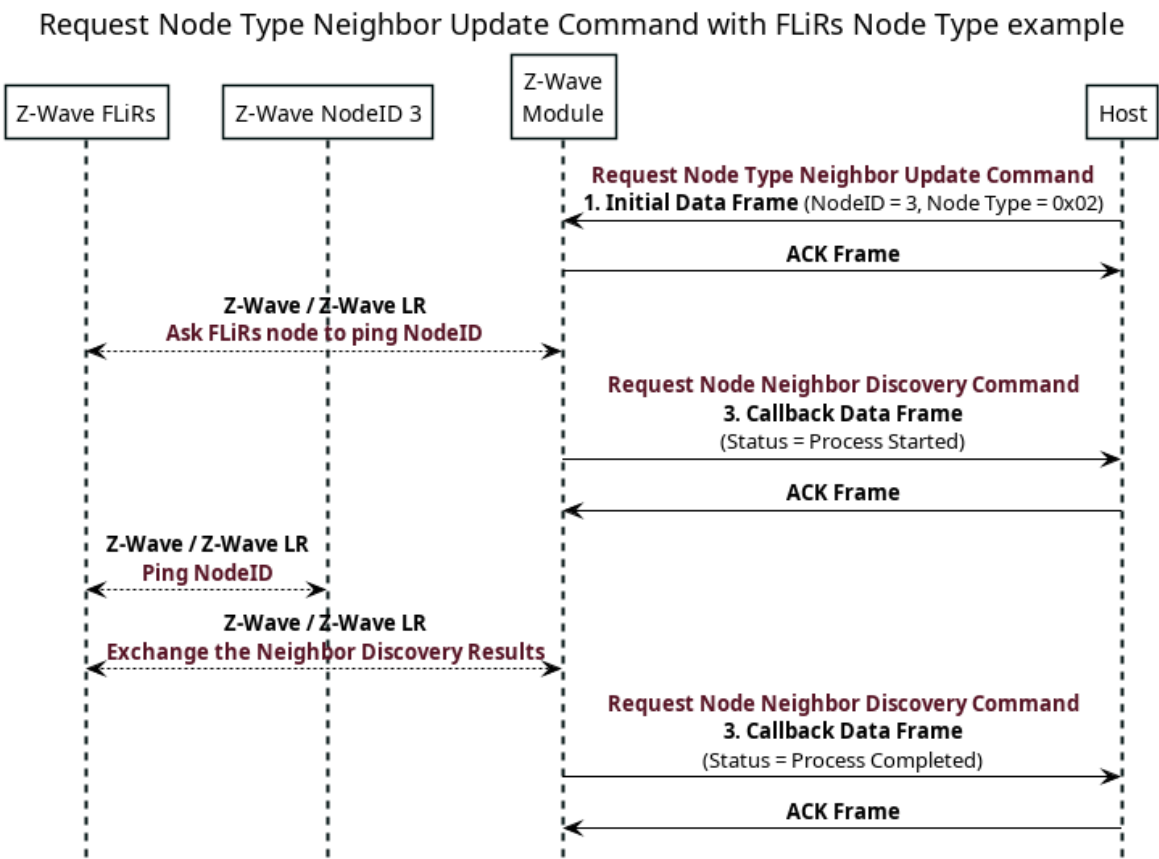 Request Node Type Neighbor Update Command with FLiRs Node Type example
Z-Wave FLiRs
Z-Wave NodeID 3
Z-Wave
Module
Host
Request Node Type Neighbor Update Command
1. Initial Data Frame (NodeID = 3, Node Type = 0x02)
ACK Frame
Z-Wave / Z-Wave LR
Ask FLiRs node to ping NodeID
Request Node Neighbor Discovery Command
3. Callback Data Frame
(Status = Process Started)
ACK Frame
Z-Wave / Z-Wave LR
Ping NodeID
Z-Wave / Z-Wave LR
Exchange the Neighbor Discovery Results
Request Node Neighbor Discovery Command
3. Callback Data Frame
(Status = Process Completed)
ACK Frame